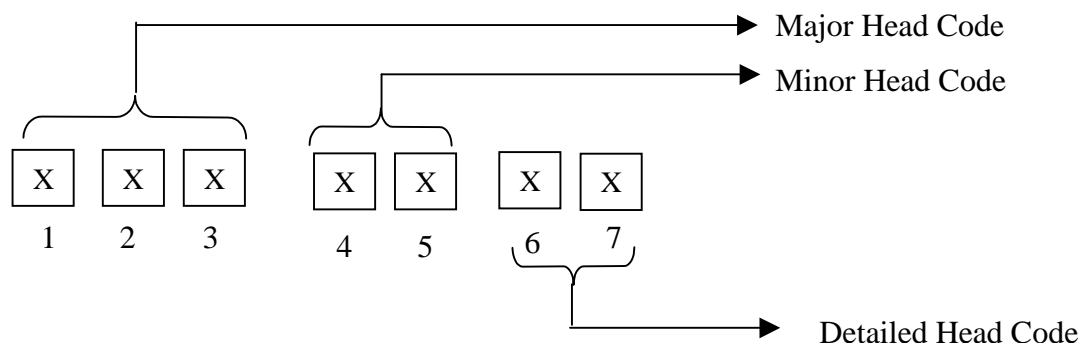 Major Head Code
Minor Head Code
X X X X X X X
1 2 3 4 5 6 7
Detailed Head Code